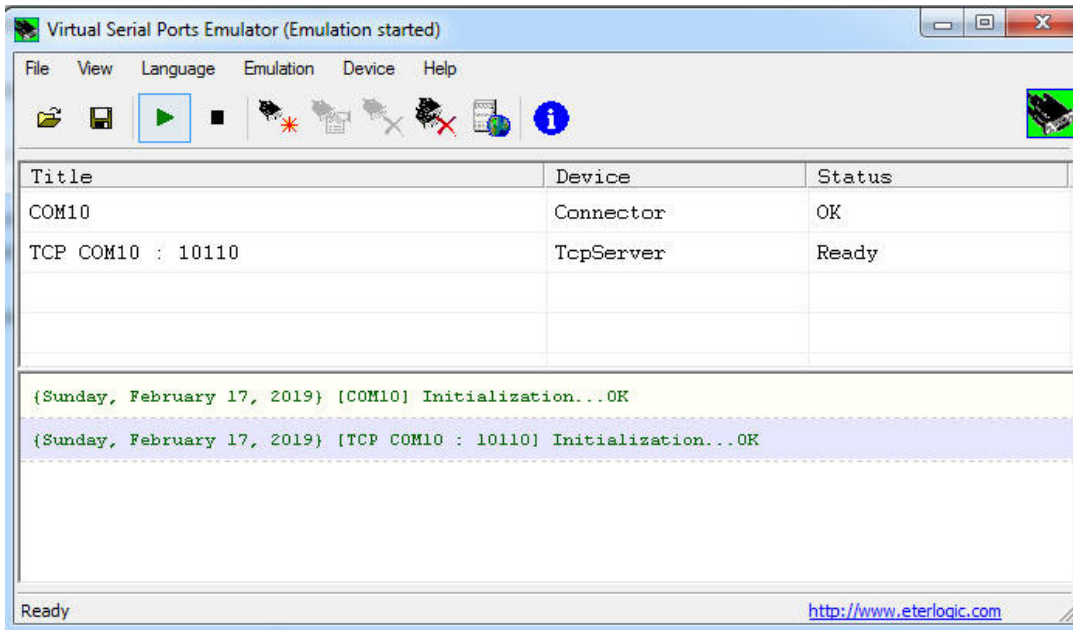 Virtual Serial Ports Emulator (Emulation started)
File View Language Emulation Device Help
Title Device Status
COM10 Connector OK
TCP COM10 : 10110 TcpServer Ready
{Sunday, February 17, 2019} [COM10] Initialization...OK
{Sunday, February 17, 2019} [TCP COM10 : 10110] Initialization...OK
Ready http://www.eterlogic.com